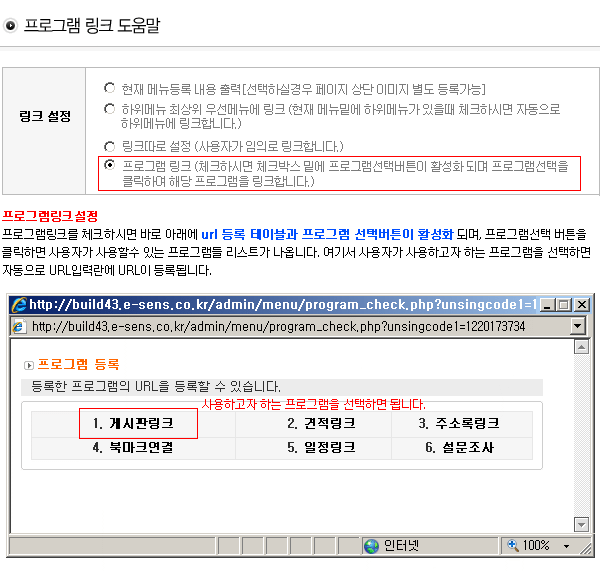 프로그램 링크 도움말
링크 설정
현재 메뉴등록 내용 출력[선택하실경우 페이지 상단 이미지 별도 등록가능]
하위메뉴 최상위 우선메뉴에 링크 (현재 메뉴밑에 하위메뉴가 있을때 체크하시면 자동으로
하위메뉴에 링크합니다.)
링크따로 설정 (사용자가 임의로 링크합니다.)
프로그램 링크 (체크하시면 체크박스 밑에 프로그램선택버튼이 활성화 되며 프로그램선택을
클릭하여 해당 프로그램을 링크합니다.)
프로그램링크설정
프로그램링크를 체크하시면 바로 아래에 url 등록 테이블과 프로그램 선택버튼이 활성화 되며, 프로그램선택 버튼을
클릭하면 사용자가 사용할수 있는 프로그램들 리스트가 나옵니다. 여기서 사용자가 사용하고자 하는 프로그램을 선택하면
자동으로 URL입력란에 URL이 등록됩니다.
http://build43.e-sens.co.kr/admin/menu/program_check.php?unsingcode1=1
http://build43.e-sens.co.kr/admin/menu/program_check.php?unsingcode1=1220173734
프로그램 등록
등록한 프로그램의 URL을 등록할 수 있습니다.
사용하고자 하는 프로그램을 선택하면 됩니다.
1. 게시판링크 2. 견적링크 3. 주소록링크
4. 북마크연결 5. 일정링크 6. 설문조사
인터넷 100%